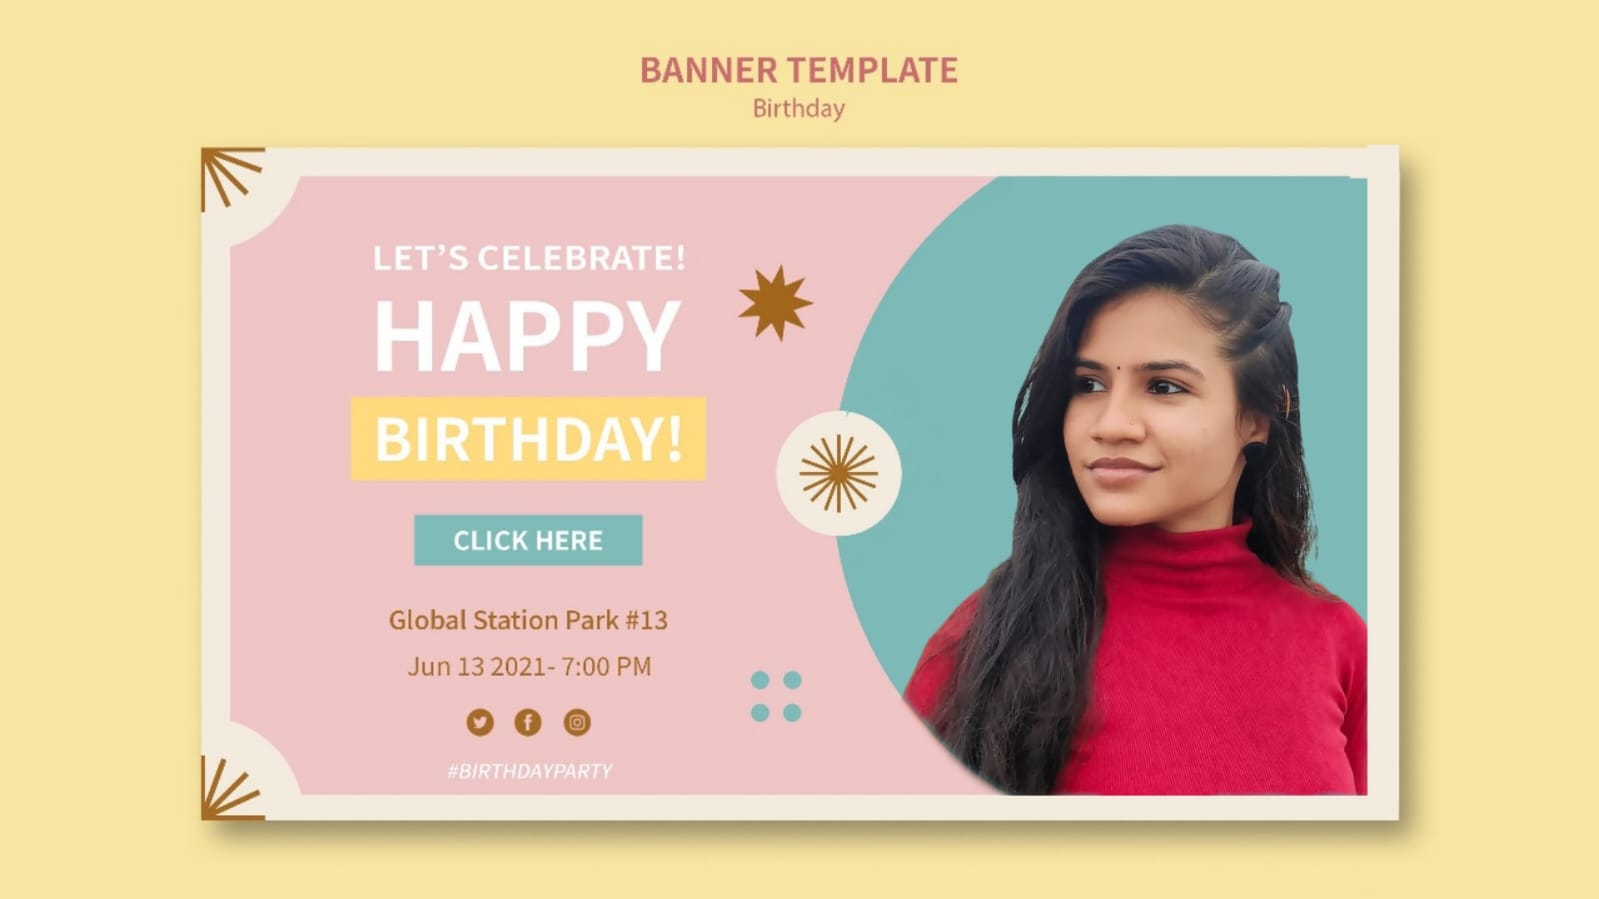 BANNER TEMPLATE
Birthday
LET’S CELEBRATE!
HAPPY
BIRTHDAY!
CLICK HERE
Global Station Park #13
Jun 13 2021- 7:00 PM
#BIRTHDAYPARTY